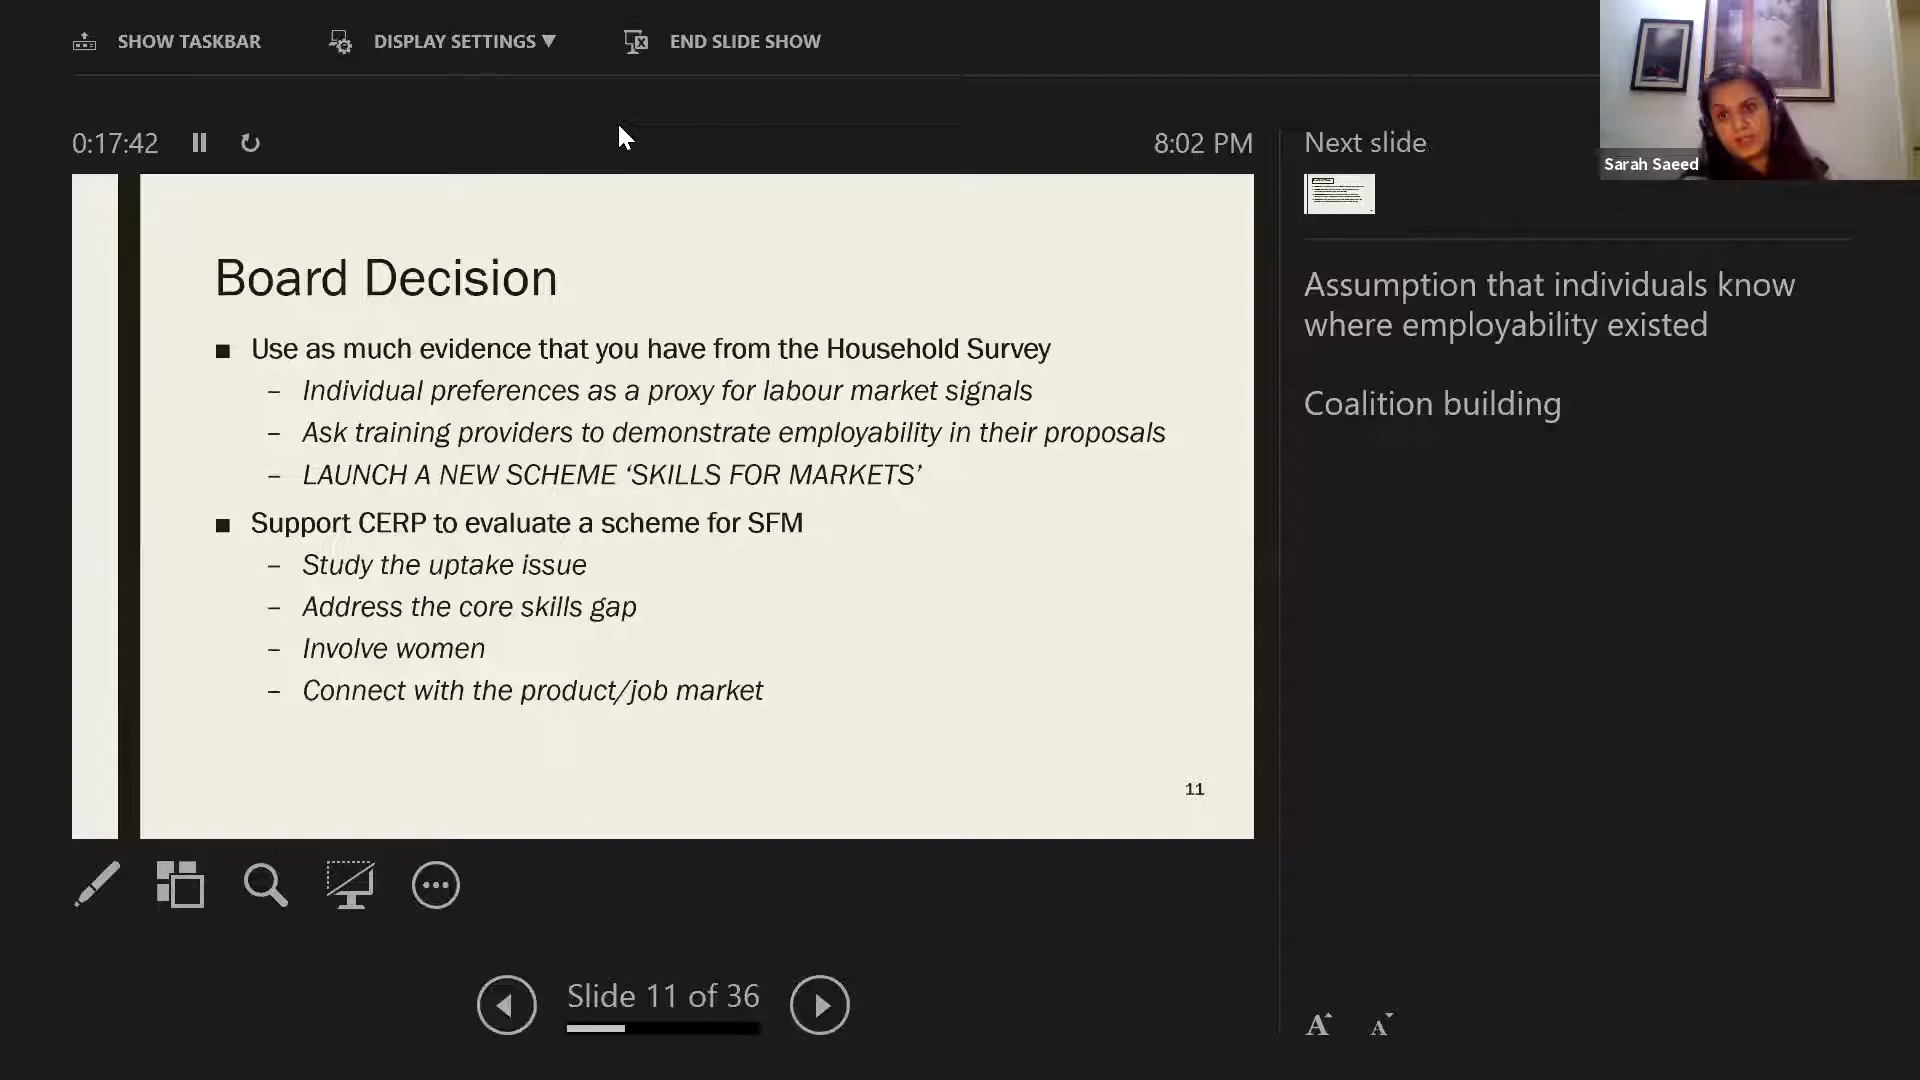 SHOW TASKBAR
DISPLAY SETTINGS ▼
END SLIDE SHOW
Sarah Saeed
0:17:42
8:02 PM
Next slide
Board Decision
■ Use as much evidence that you have from the Household Survey
– Individual preferences as a proxy for labour market signals
– Ask training providers to demonstrate employability in their proposals
– LAUNCH A NEW SCHEME ‘SKILLS FOR MARKETS’
■ Support CERP to evaluate a scheme for SFM
– Study the uptake issue
– Address the core skills gap
– Involve women
– Connect with the product/job market
11
Assumption that individuals know
where employability existed
Coalition building
Slide 11 of 36
A A